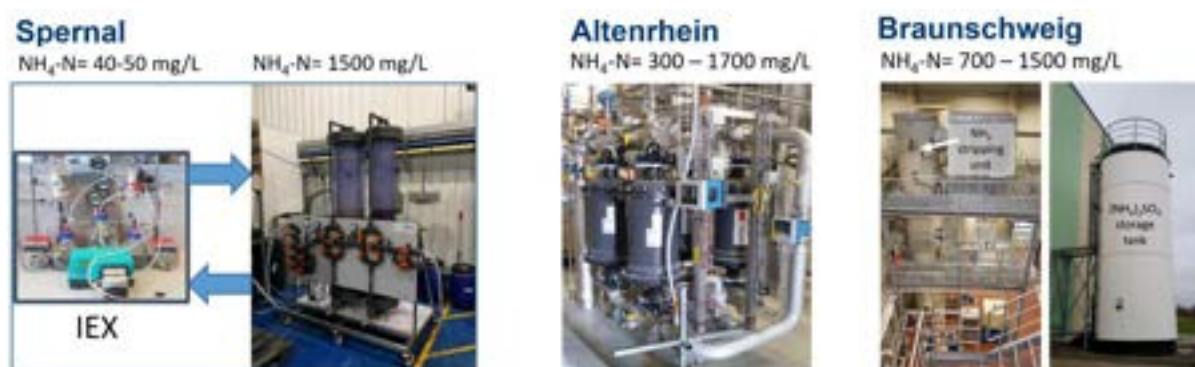 Spernal
NH₄-N= 40-50 mg/L
NH₄-N= 1500 mg/L
IEX
Altenrhein
NH₄-N= 300 – 1700 mg/L
Braunschweig
NH₄-N= 700 – 1500 mg/L
NH₃
stripping
unit
(NH₄)₂SO₄
storage
tank